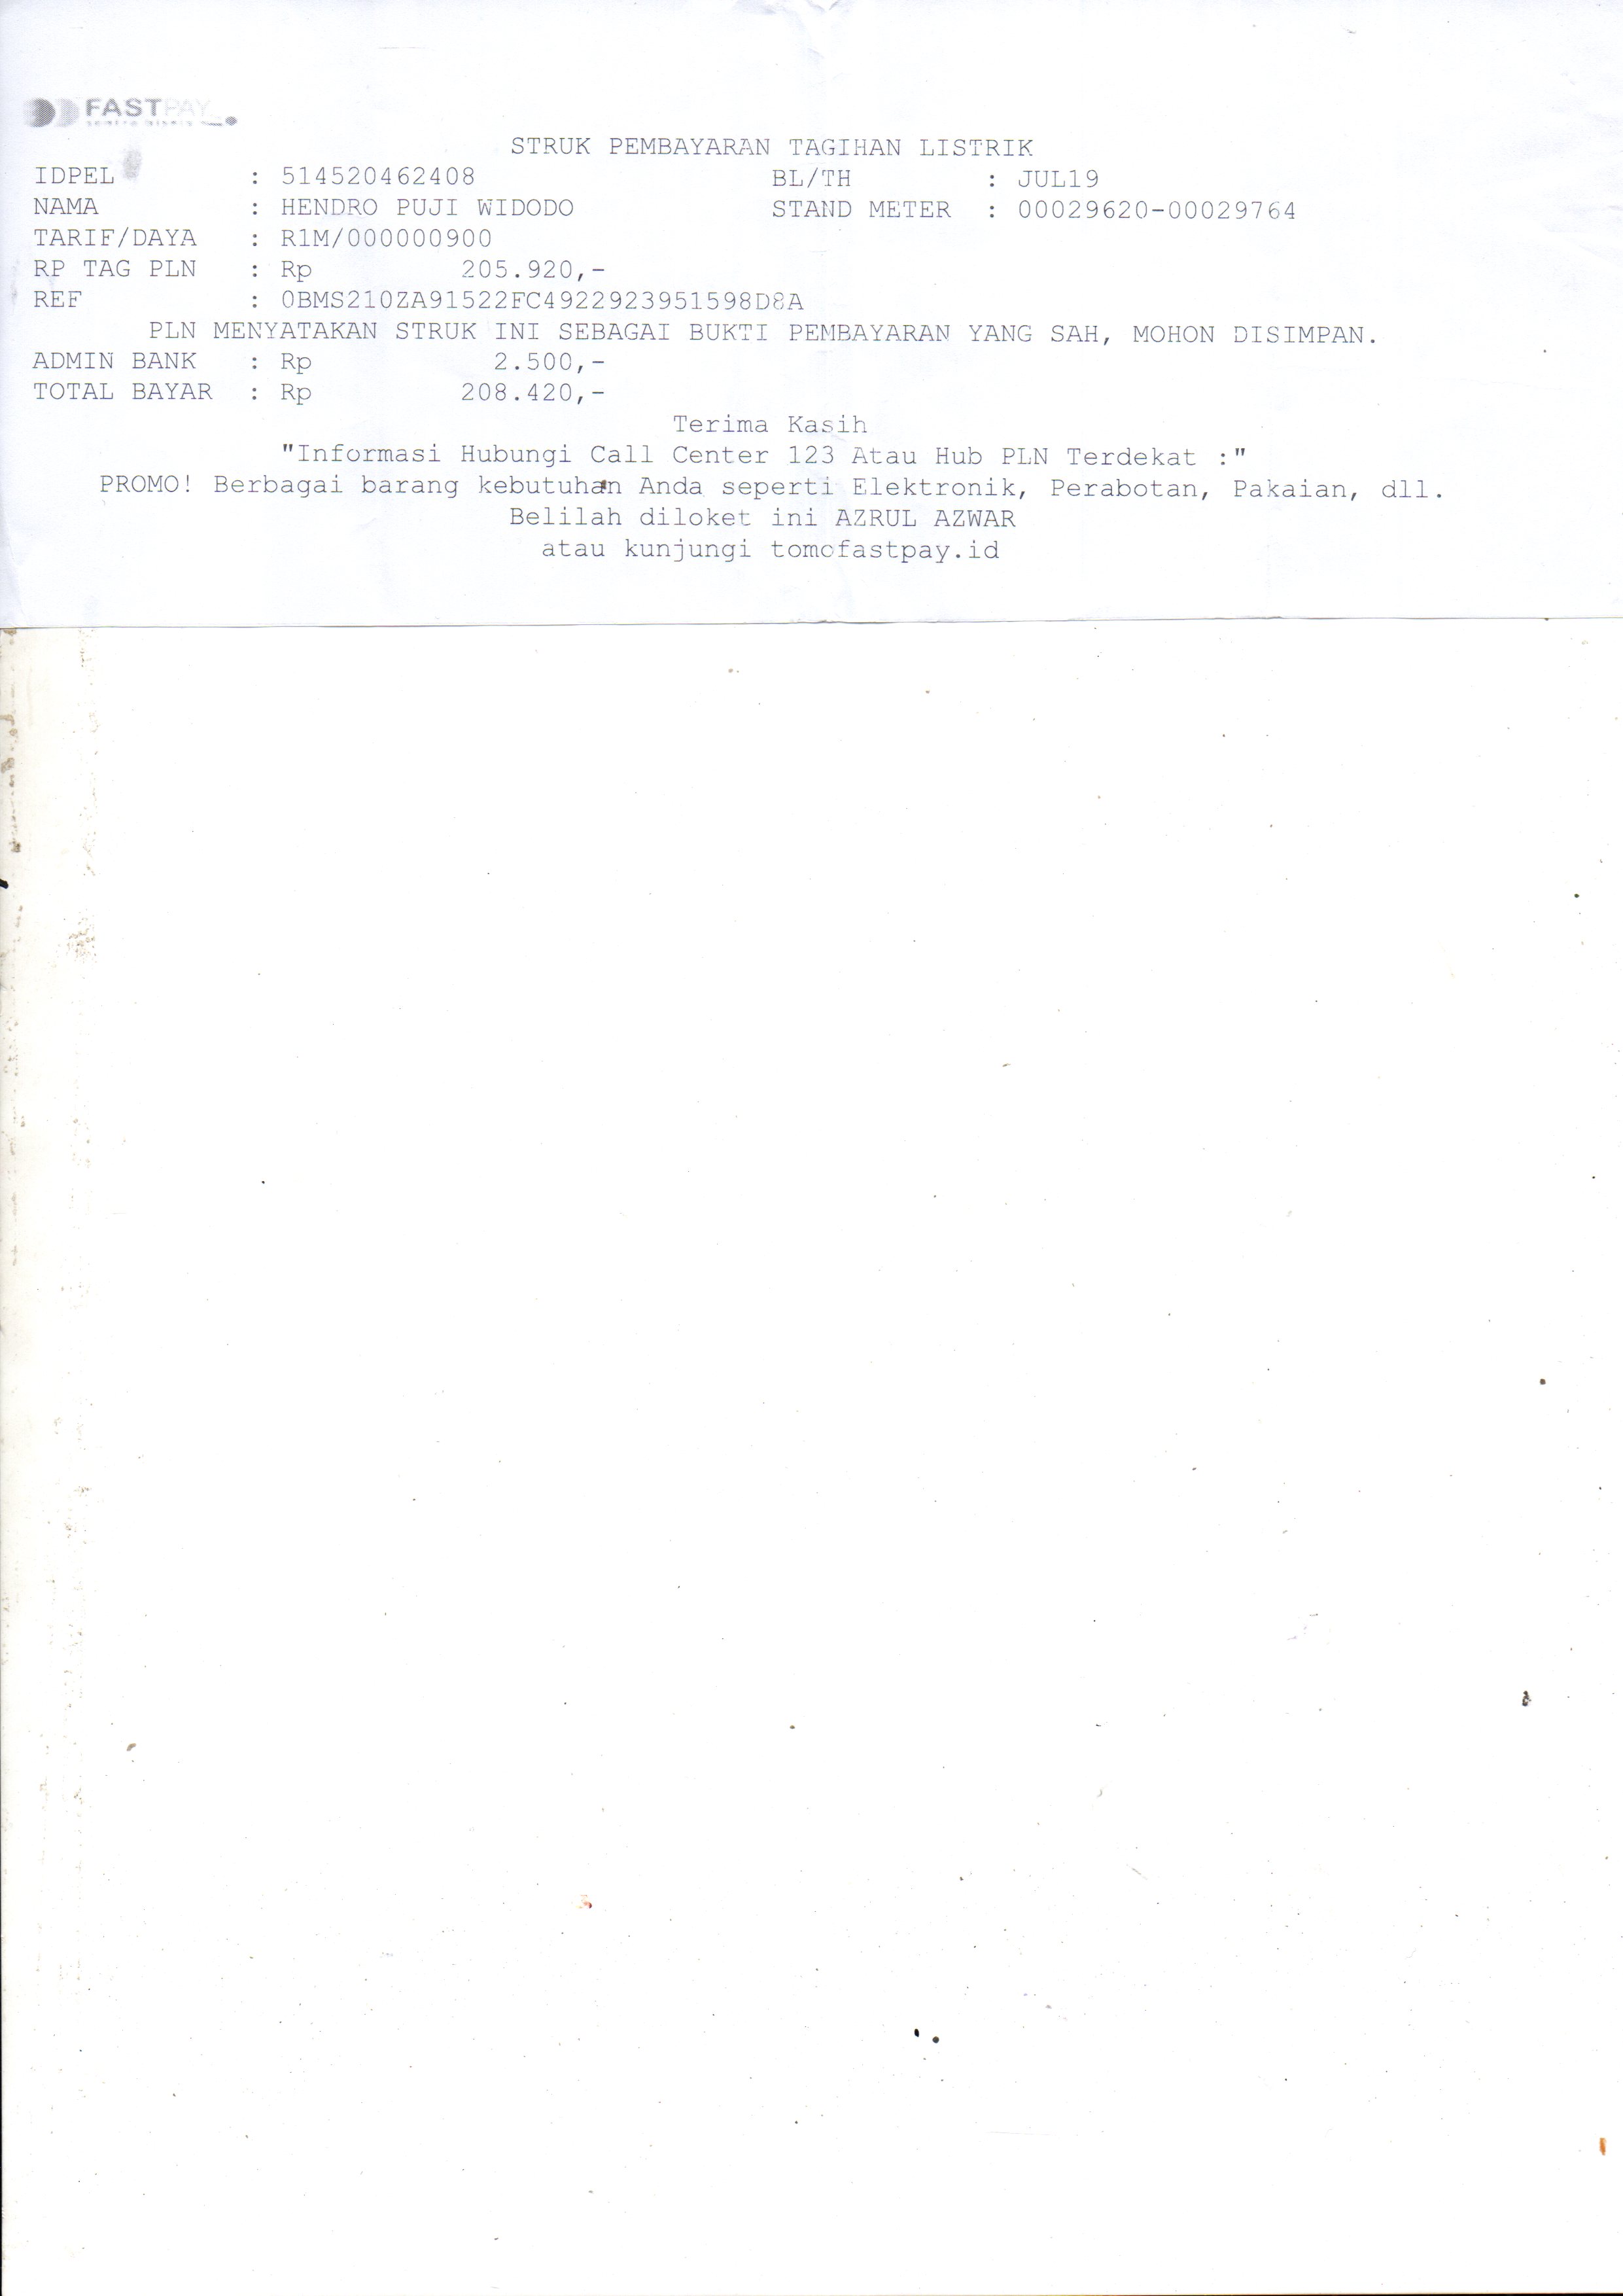 FASTPAY
STRUK PEMBAYARAN TAGIHAN LISTRIK
IDPEL : 514520462408 BL/TH : JUL19
NAMA : HENDRO PUJI WIDODO STAND METER : 00029620-00029764
TARIF/DAYA : R1M/000000900
RP TAG PLN : Rp 205.920,-
REF : 0BMS210ZA91522FC4922923951598D8A
PLN MENYATAKAN STRUK INI SEBAGAI BUKTI PEMBAYARAN YANG SAH, MOHON DISIMPAN.
ADMIN BANK : Rp 2.500,-
TOTAL BAYAR : Rp 208.420,-
Terima Kasih
"Informasi Hubungi Call Center 123 Atau Hub PLN Terdekat :"
PROMO! Berbagai barang kebutuhan Anda seperti Elektronik, Perabotan, Pakaian, dll.
Belilah diloket ini AZRUL AZWAR
atau kunjungi tomofastpay.id